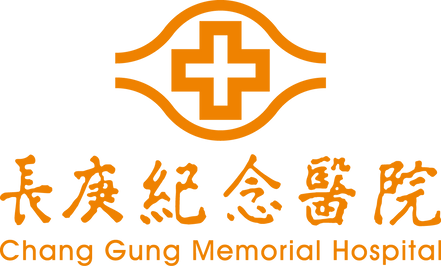 長庚紀念醫院
Chang Gung Memorial Hospital